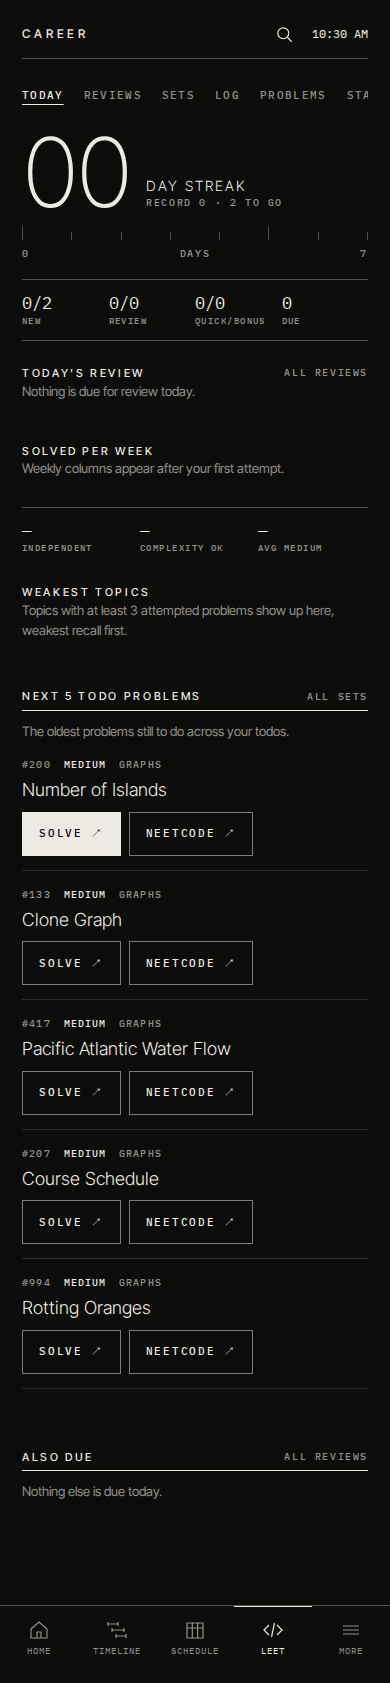 CAREER
10:30 AM
TODAY REVIEWS SETS LOG PROBLEMS STA
00
DAY STREAK
RECORD 0 · 2 TO GO
0 DAYS 7
0/2 0/0 0/0 0
NEW REVIEW QUICK/BONUS DUE
TODAY'S REVIEW ALL REVIEWS
Nothing is due for review today.
SOLVED PER WEEK
Weekly columns appear after your first attempt.
— — —
INDEPENDENT COMPLEXITY OK AVG MEDIUM
WEAKEST TOPICS
Topics with at least 3 attempted problems show up here,
weakest recall first.
NEXT 5 TODO PROBLEMS ALL SETS
The oldest problems still to do across your todos.
#200 MEDIUM GRAPHS
Number of Islands
SOLVE ↗ NEETCODE ↗
#133 MEDIUM GRAPHS
Clone Graph
SOLVE ↗ NEETCODE ↗
#417 MEDIUM GRAPHS
Pacific Atlantic Water Flow
SOLVE ↗ NEETCODE ↗
#207 MEDIUM GRAPHS
Course Schedule
SOLVE ↗ NEETCODE ↗
#994 MEDIUM GRAPHS
Rotting Oranges
SOLVE ↗ NEETCODE ↗
ALSO DUE ALL REVIEWS
Nothing else is due today.
HOME TIMELINE SCHEDULE LEET MORE